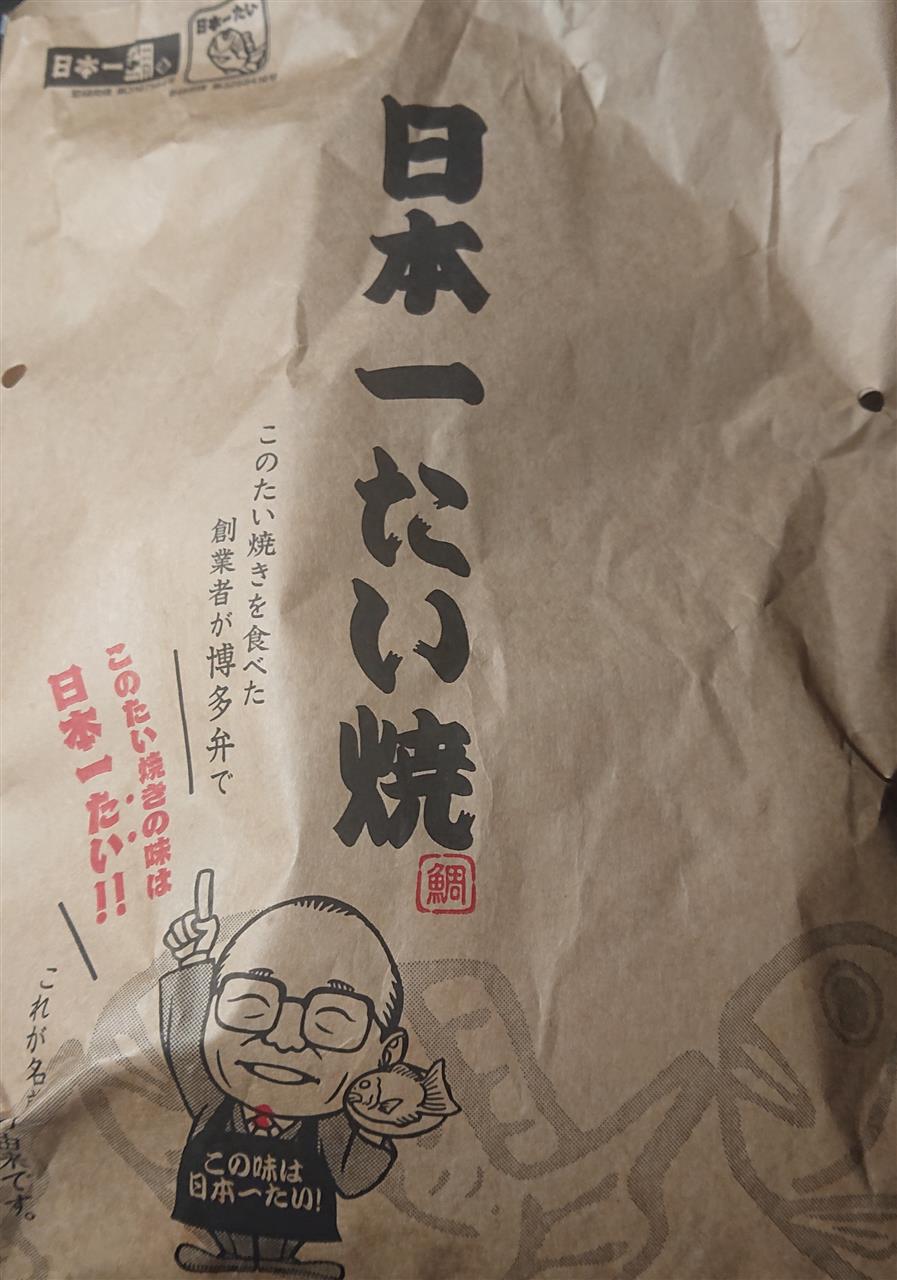 日本一たい焼
鯛
このたい焼きを食べた
創業者が博多弁で
このたい焼きの味は
日本一たい!!
これが名
です。
この味は
日本一たい!
日本一たい
日本一